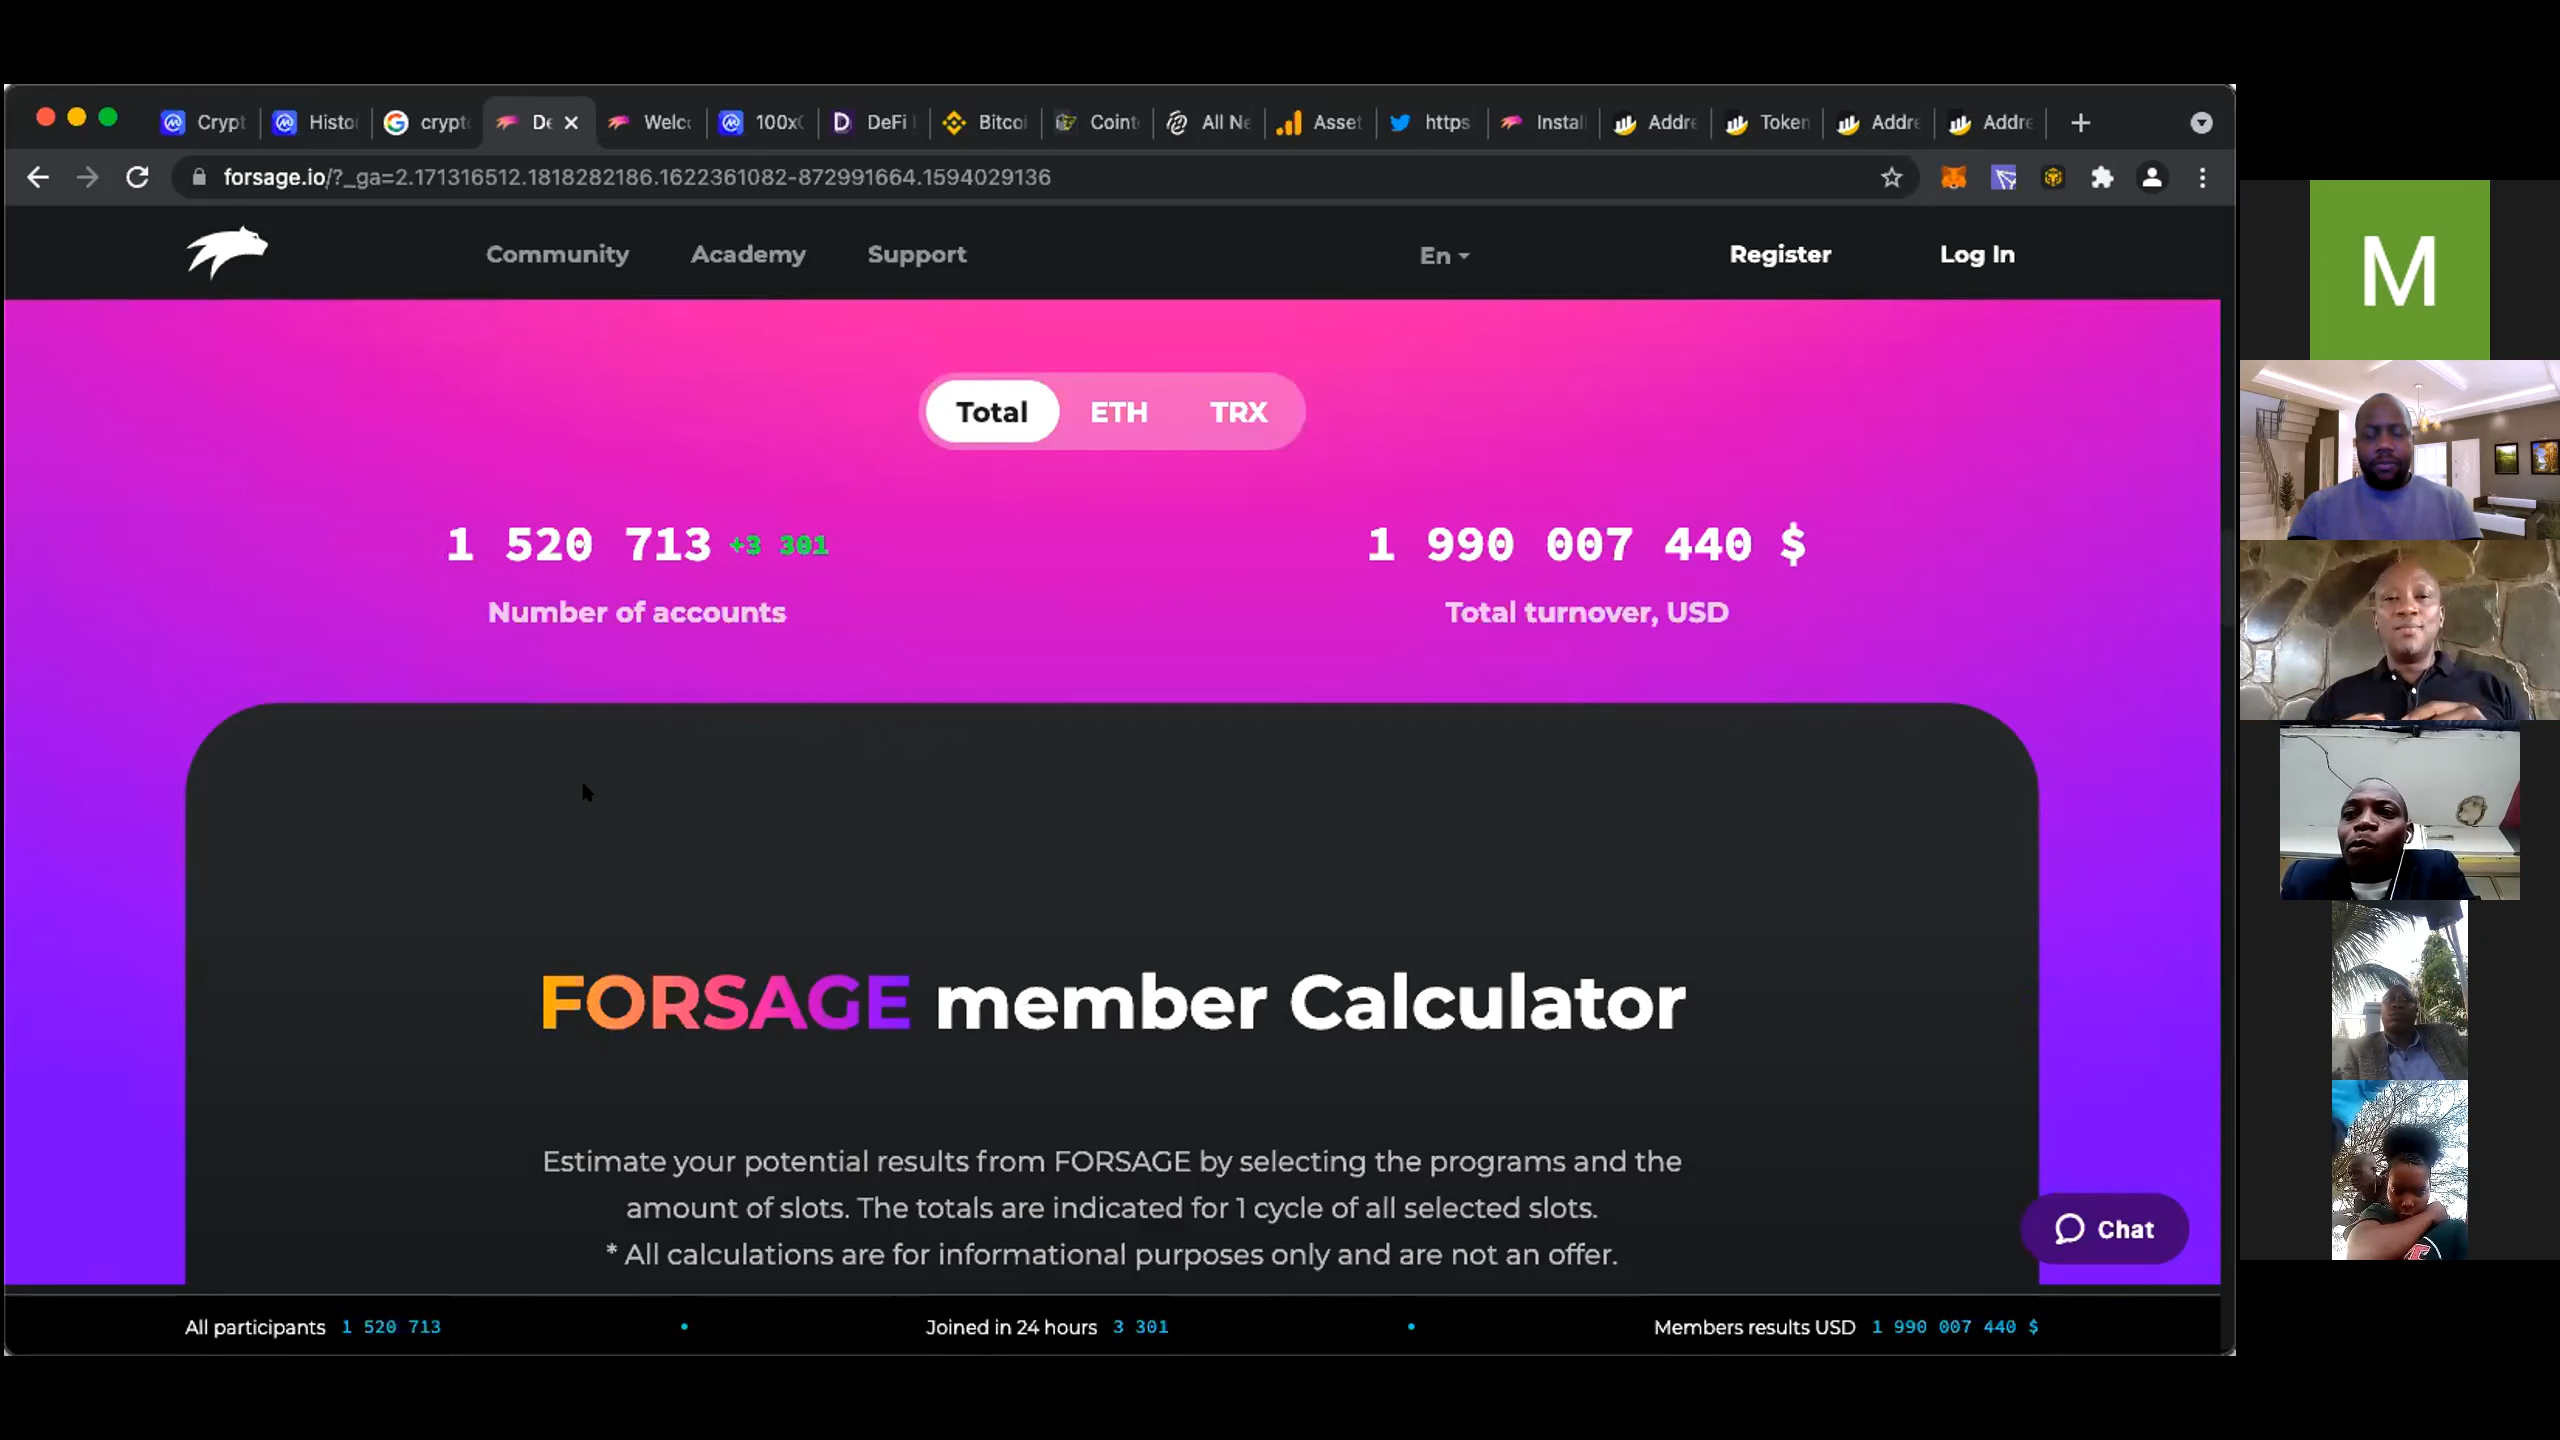 Crypt
Histo
crypt
De
Welc
100x
DeFi
Bitcoi
Coint
All Ne
Asset
https
Instal
Addre
Token
Addre
Addre
forsage.io/?_ga=2.171316512.1818282186.1622361082-872991664.1594029136
Community Academy Support En Register Log In
M
Total ETH TRX
1 520 713 +3 301
1 990 007 440 $
Number of accounts
Total turnover, USD
FORSAGE member Calculator
Estimate your potential results from FORSAGE by selecting the programs and the
amount of slots. The totals are indicated for 1 cycle of all selected slots.
* All calculations are for informational purposes only and are not an offer.
Chat
All participants 1 520 713 • Joined in 24 hours 3 301 • Members results USD 1 990 007 440 $